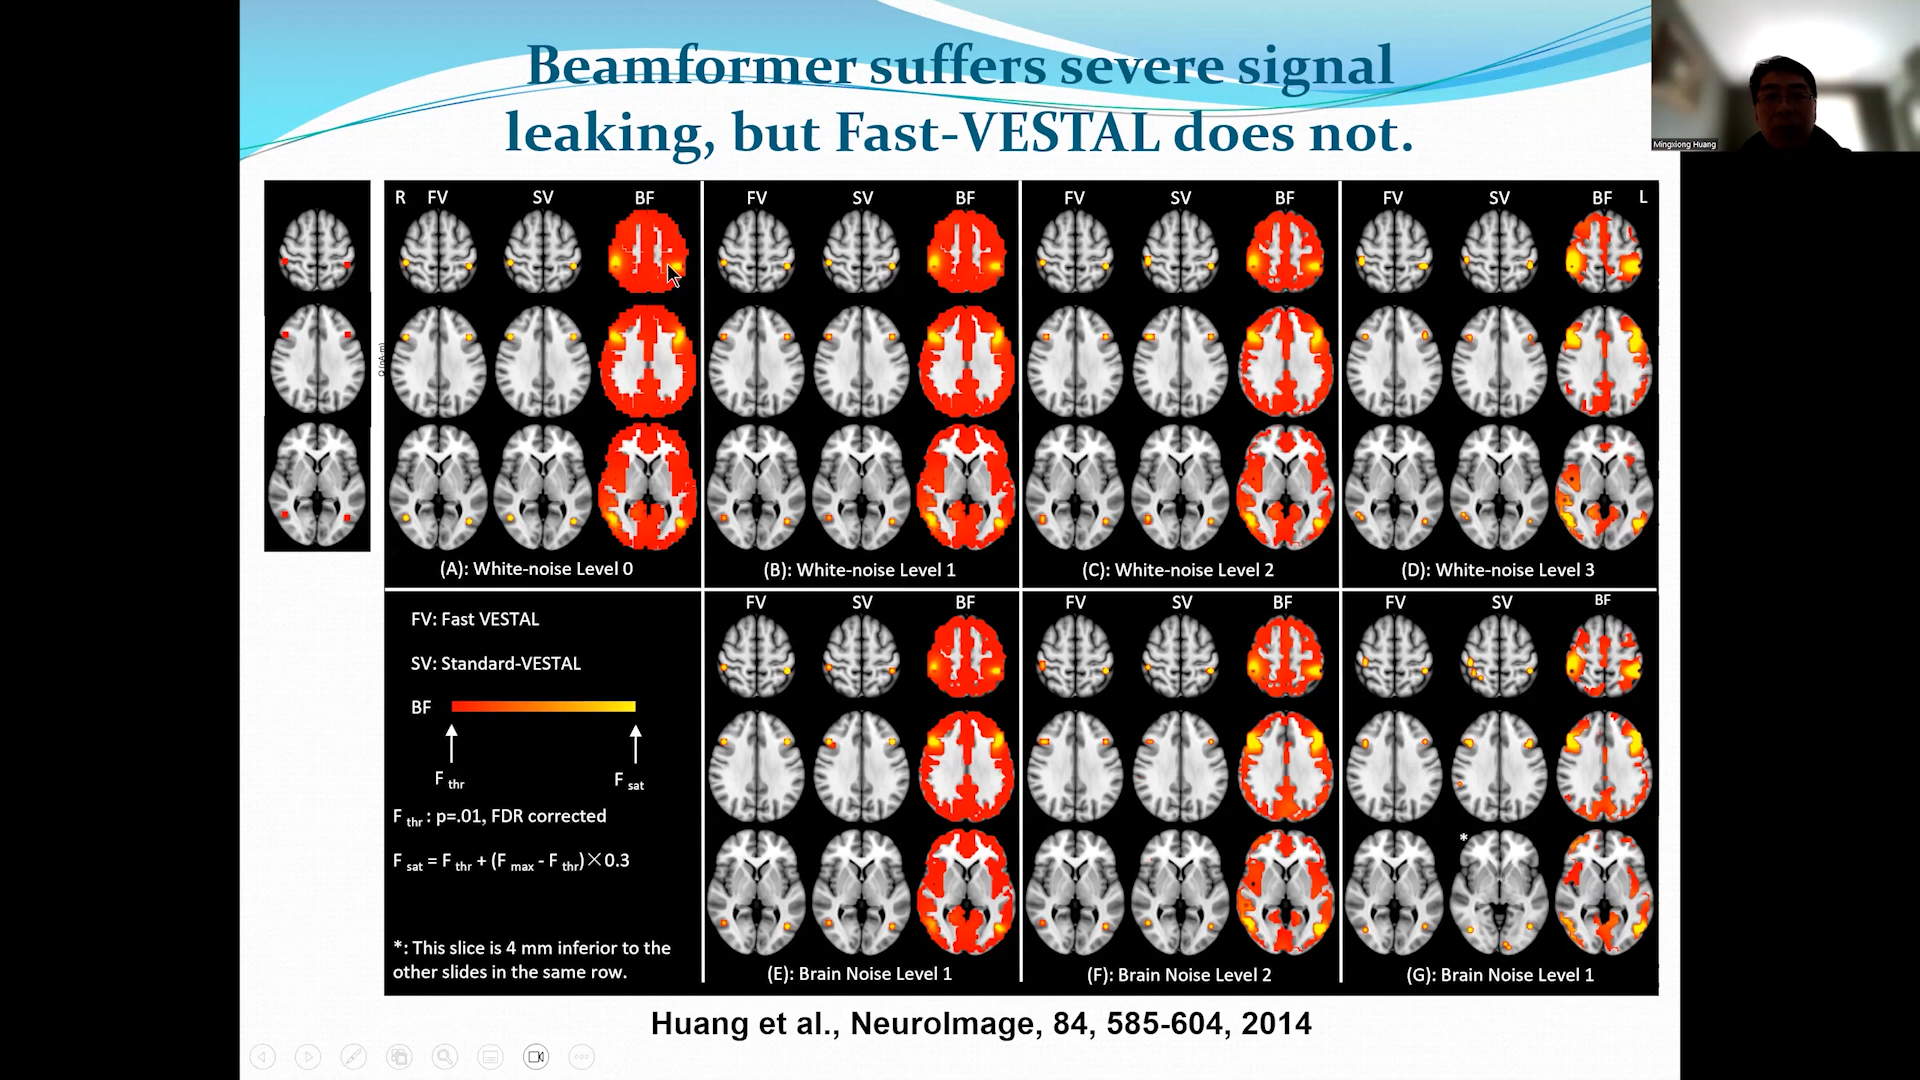 Beamformer suffers severe signal
leaking, but Fast-VESTAL does not.
Mingxiong Huang
R FV SV BF
FV SV BF
FV SV BF
FV SV BF L
Q (nA-m)
(A): White-noise Level 0
(B): White-noise Level 1
(C): White-noise Level 2
(D): White-noise Level 3
FV: Fast VESTAL
SV: Standard-VESTAL
BF
F thr
F sat
F thr : p=.01, FDR corrected
F sat = F thr + (F max - F thr)×0.3
*: This slice is 4 mm inferior to the
other slides in the same row.
FV SV BF
FV SV BF
FV SV BF
*
(E): Brain Noise Level 1
(F): Brain Noise Level 2
(G): Brain Noise Level 1
Huang et al., NeuroImage, 84, 585-604, 2014